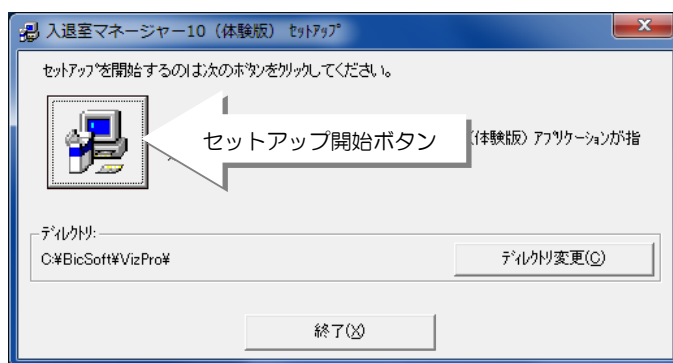 入退室マネージャー10（体験版） ｾｯﾄｱｯﾌﾟ
ｾｯﾄｱｯﾌﾟを開始するのは次のﾎﾞﾀﾝをｸﾘｯｸしてください。
セットアップ開始ボタン
（体験版）ｱﾌﾟﾘｹｰｼｮﾝが指
ﾃﾞｨﾚｸﾄﾘ:
C:¥BicSoft¥VizPro¥
ﾃﾞｨﾚｸﾄﾘ変更(C)
終了(X)